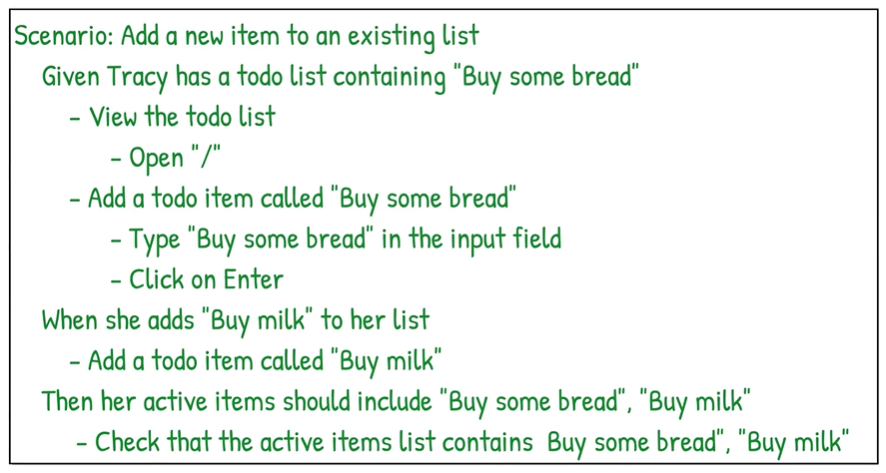 Scenario: Add a new item to an existing list
Given Tracy has a todo list containing "Buy some bread"
- View the todo list
- Open "/"
- Add a todo item called "Buy some bread"
- Type "Buy some bread" in the input field
- Click on Enter
When she adds "Buy milk" to her list
- Add a todo item called "Buy milk"
Then her active items should include "Buy some bread", "Buy milk"
- Check that the active items list contains  Buy some bread", "Buy milk"